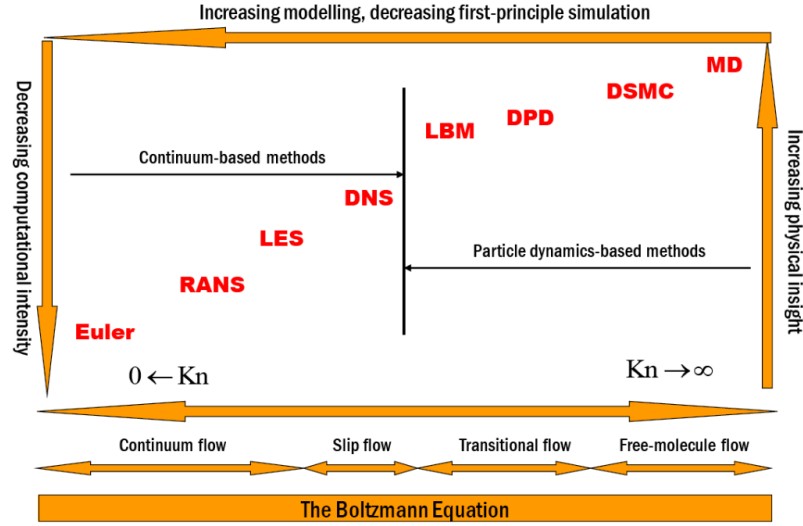 Increasing modelling, decreasing first-principle simulation
Decreasing computational intensity
MD
DSMC
DPD
LBM
Continuum-based methods
DNS
LES
Particle dynamics-based methods
RANS
Euler
Increasing physical insight
0 ← Kn
Kn → ∞
Continuum flow
Slip flow
Transitional flow
Free-molecule flow
The Boltzmann Equation